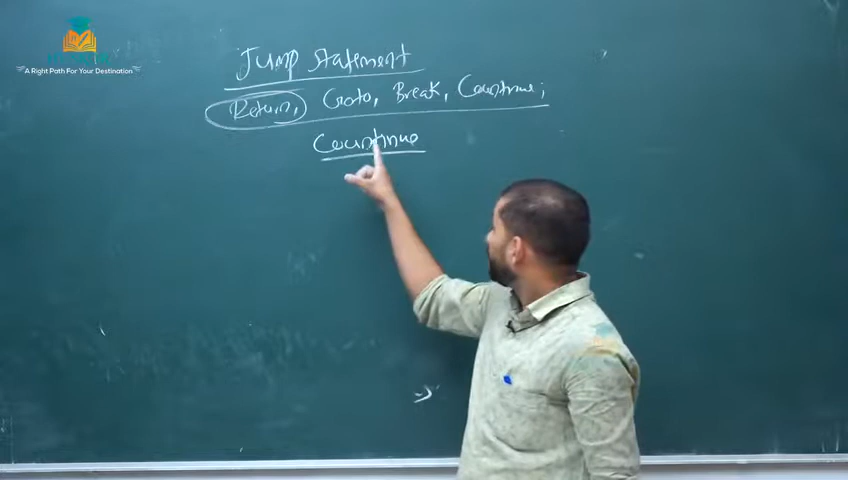 A Right Path For Your Destination
Jump Statement
Return, Goto, Break, Countinue;
Countinue